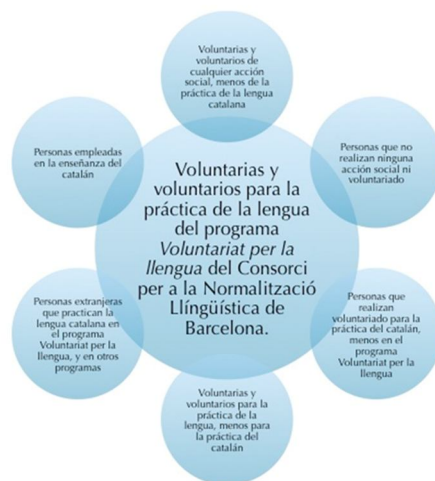 Voluntarias y
voluntarios de
cualquier acción
social, menos de la
práctica de la lengua
catalana
Personas empleadas
en la enseñanza del
catalán
Personas que no
realizan ninguna
acción social ni
voluntariado
Voluntarias y
voluntarios para la
práctica de la lengua
del programa
Voluntariat per la
llengua del Consorci
per a la Normalització
Llíngüística de
Barcelona.
Personas extranjeras
que practican la
lengua catalana en el
programa
Voluntariat per la
llengua, y en otros
programas
Personas que
realizan
voluntariado para la
práctica del catalán,
menos en el
programa
Voluntariat per la
llengua
Voluntarias y
voluntarios para la
práctica de la
lengua, menos para
la práctica del
catalán